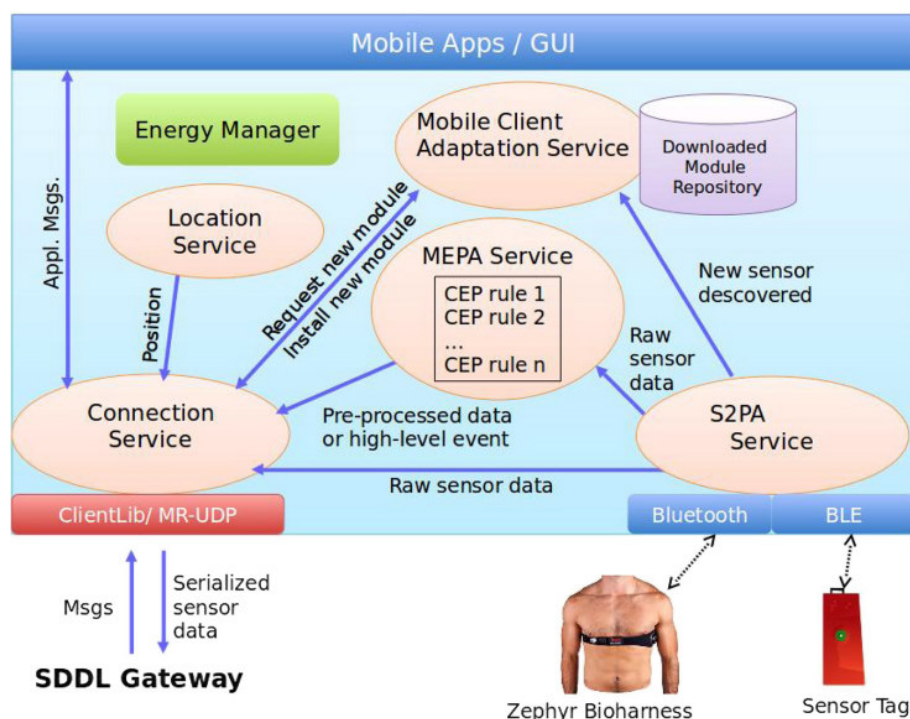 Mobile Apps / GUI
Energy Manager
Mobile Client
Adaptation Service
Downloaded
Module
Repository
Appl. Msgs.
Location
Service
Request new module
Install new module
MEPA Service
CEP rule 1
CEP rule 2
...
CEP rule n
New sensor
descovered
Position
Raw
sensor
data
Connection
Service
Pre-processed data
or high-level event
S2PA
Service
Raw sensor data
ClientLib/ MR-UDP
Bluetooth
BLE
Msgs
Serialized
sensor
data
SDDL Gateway
Zephyr Bioharness
Sensor Tag